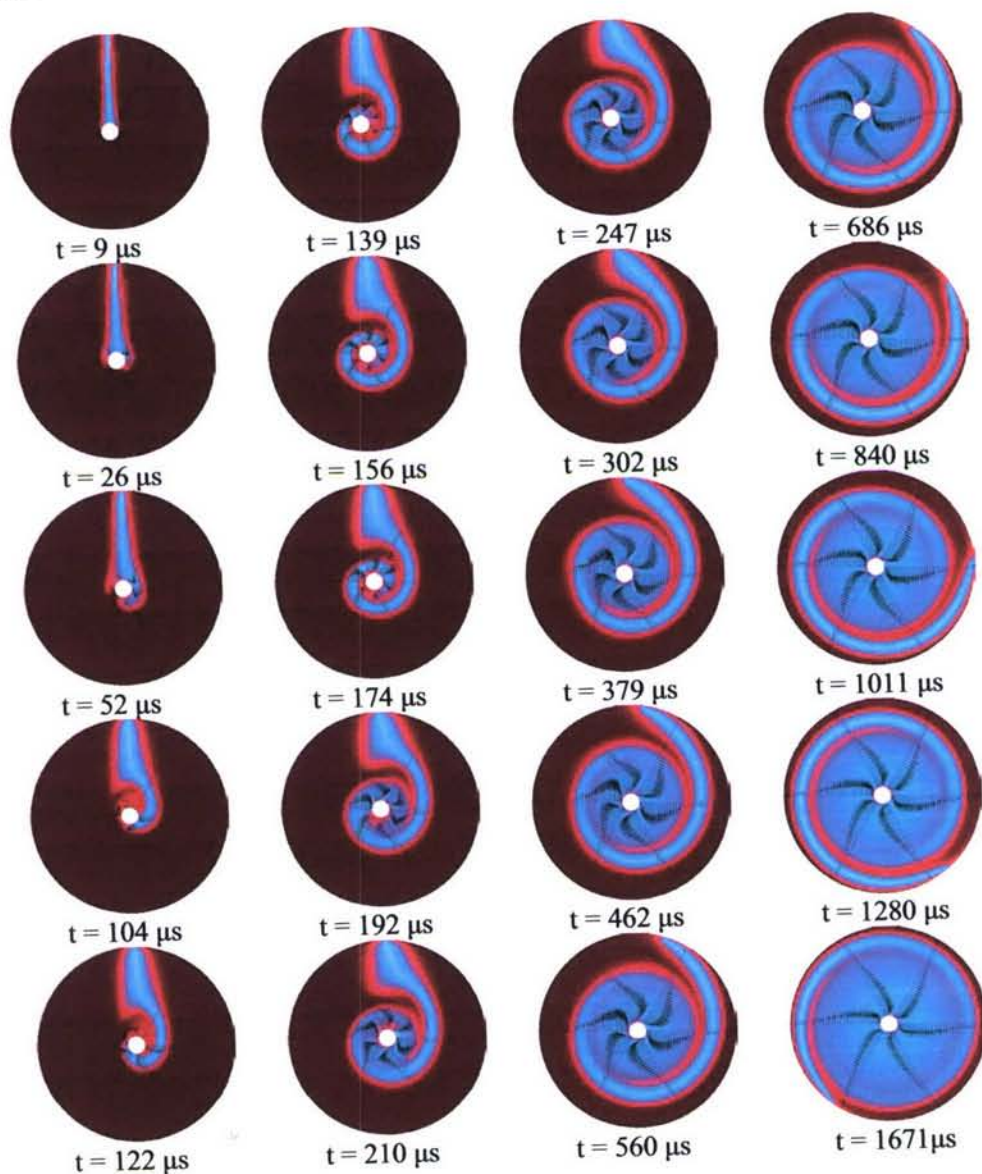 t = 9 μs
t = 139 μs
t = 247 μs
t = 686 μs
t = 26 μs
t = 156 μs
t = 302 μs
t = 840 μs
t = 52 μs
t = 174 μs
t = 379 μs
t = 1011 μs
t = 104 μs
t = 192 μs
t = 462 μs
t = 1280 μs
t = 122 μs
t = 210 μs
t = 560 μs
t = 1671μs